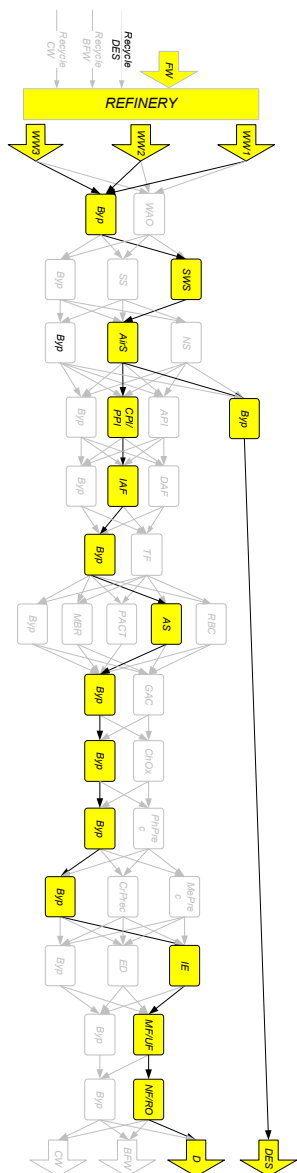 Recycle
CW
Recycle
BFW
Recycle
DES
FW
REFINERY
WW3
WW2
WW1
Byp
WAO
Byp
SS
SWS
Byp
AirS
NS
Byp
CPI/
PPI
API
Byp
Byp
IAF
DAF
Byp
TF
Byp
MBR
PACT
AS
RBC
Byp
GAC
Byp
ChOx
Byp
PhPre
c
Byp
CrPrec
MePre
c
Byp
ED
IE
Byp
MF/UF
Byp
NF/RO
CW
BFW
D
DES